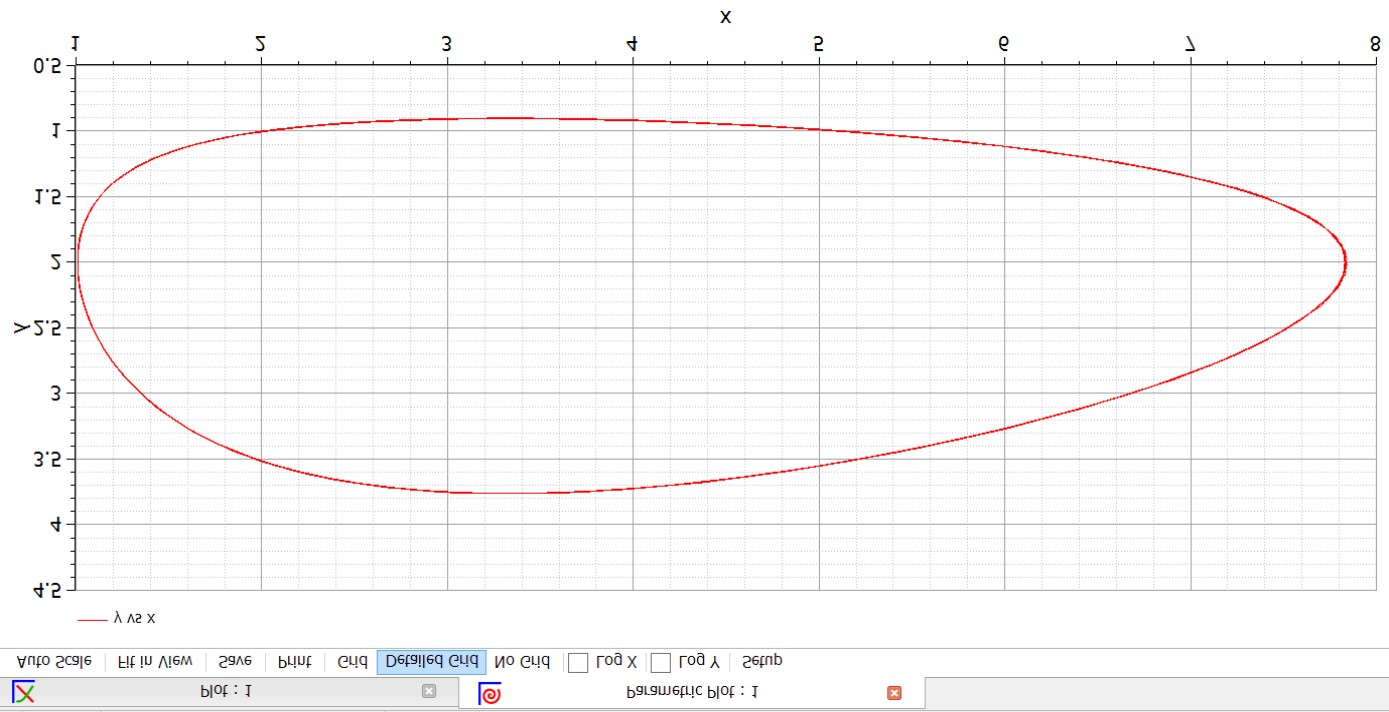 Plot : 1 Parametric Plot : 1
Auto Scale Fit in View Save Print Grid Detailed Grid No Grid Log X Log Y Setup
y vs x
4.5
4
3.5
3
2.5
y
2
1.5
1
0.5
1 2 3 4 5 6 7 8
x